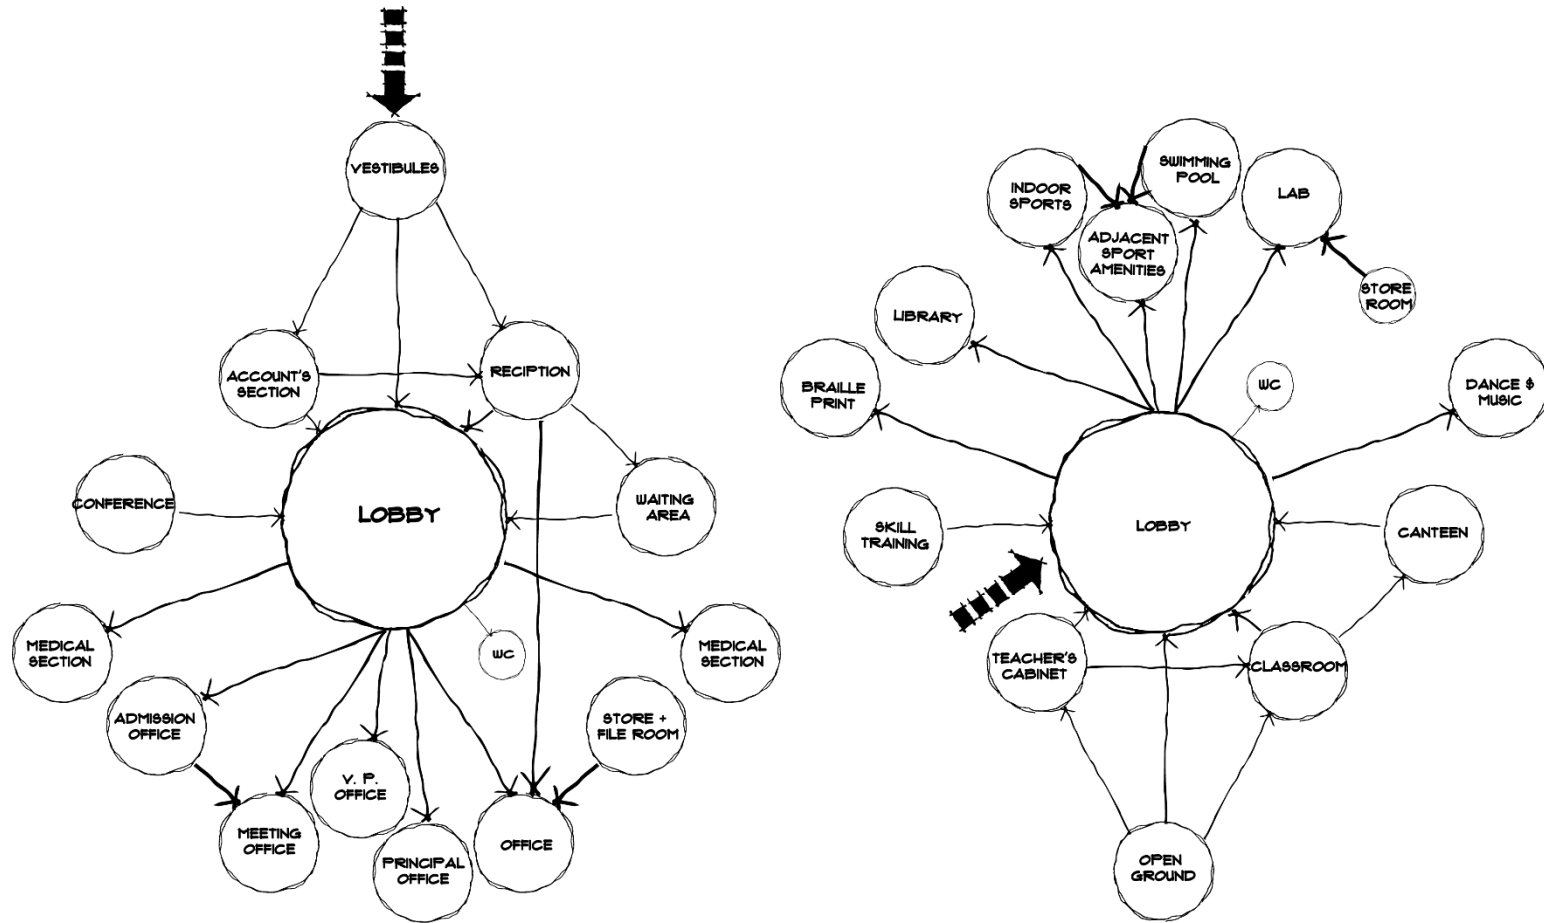 VESTIBULES
ACCOUNT'S
SECTION
RECIPTION
CONFERENCE
LOBBY
WAITING
AREA
MEDICAL
SECTION
WC
MEDICAL
SECTION
ADMISSION
OFFICE
STORE +
FILE ROOM
V. P.
OFFICE
MEETING
OFFICE
PRINCIPAL
OFFICE
OFFICE
INDOOR
SPORTS
SWIMMING
POOL
LAB
ADJACENT
SPORT
AMENITIES
STORE
ROOM
LIBRARY
BRAILLE
PRINT
WC
DANCE $
MUSIC
SKILL
TRAINING
LOBBY
CANTEEN
TEACHER'S
CABINET
CLASSROOM
OPEN
GROUND